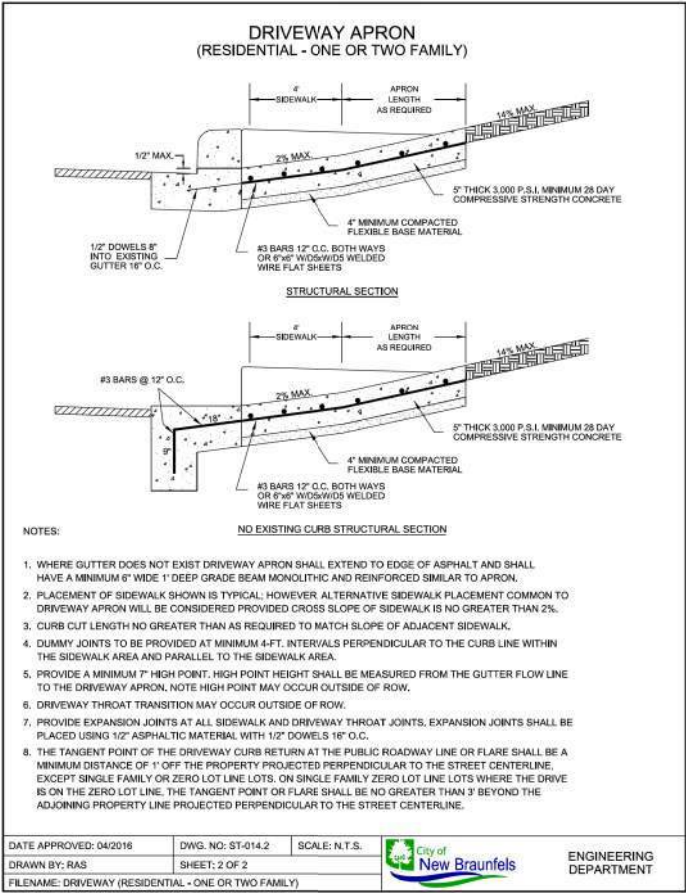 DRIVEWAY APRON
(RESIDENTIAL - ONE OR TWO FAMILY)
4'
SIDEWALK
APRON
LENGTH
AS REQUIRED
14% MAX.
1/2" MAX.
2% MAX.
5" THICK 3,000 P.S.I. MINIMUM 28 DAY
COMPRESSIVE STRENGTH CONCRETE
4" MINIMUM COMPACTED
FLEXIBLE BASE MATERIAL
1/2" DOWELS 8"
INTO EXISTING
GUTTER 16" O.C.
#3 BARS 12" O.C. BOTH WAYS
OR 6"x6" W/D5xW/D5 WELDED
WIRE FLAT SHEETS
STRUCTURAL SECTION
4'
SIDEWALK
APRON
LENGTH
AS REQUIRED
14% MAX.
#3 BARS @ 12" O.C.
2% MAX.
18"
9"
5" THICK 3,000 P.S.I. MINIMUM 28 DAY
COMPRESSIVE STRENGTH CONCRETE
4" MINIMUM COMPACTED
FLEXIBLE BASE MATERIAL
#3 BARS 12" O.C. BOTH WAYS
OR 6"x6" W/D5xW/D5 WELDED
WIRE FLAT SHEETS
NO EXISTING CURB STRUCTURAL SECTION
NOTES:
1. WHERE GUTTER DOES NOT EXIST DRIVEWAY APRON SHALL EXTEND TO EDGE OF ASPHALT AND SHALL
HAVE A MINIMUM 6" WIDE 1' DEEP GRADE BEAM MONOLITHIC AND REINFORCED SIMILAR TO APRON.
2. PLACEMENT OF SIDEWALK SHOWN IS TYPICAL; HOWEVER ALTERNATIVE SIDEWALK PLACEMENT COMMON TO
DRIVEWAY APRON WILL BE CONSIDERED PROVIDED CROSS SLOPE OF SIDEWALK IS NO GREATER THAN 2%.
3. CURB CUT LENGTH NO GREATER THAN AS REQUIRED TO MATCH SLOPE OF ADJACENT SIDEWALK.
4. DUMMY JOINTS TO BE PROVIDED AT MINIMUM 4-FT. INTERVALS PERPENDICULAR TO THE CURB LINE WITHIN
THE SIDEWALK AREA AND PARALLEL TO THE SIDEWALK AREA.
5. PROVIDE A MINIMUM 7" HIGH POINT. HIGH POINT HEIGHT SHALL BE MEASURED FROM THE GUTTER FLOW LINE
TO THE DRIVEWAY APRON. NOTE HIGH POINT MAY OCCUR OUTSIDE OF ROW.
6. DRIVEWAY THROAT TRANSITION MAY OCCUR OUTSIDE OF ROW.
7. PROVIDE EXPANSION JOINTS AT ALL SIDEWALK AND DRIVEWAY THROAT JOINTS, EXPANSION JOINTS SHALL BE
PLACED USING 1/2" ASPHALTIC MATERIAL WITH 1/2" DOWELS 16" O.C.
8. THE TANGENT POINT OF THE DRIVEWAY CURB RETURN AT THE PUBLIC ROADWAY LINE OR FLARE SHALL BE A
MINIMUM DISTANCE OF 1' OFF THE PROPERTY PROJECTED PERPENDICULAR TO THE STREET CENTERLINE,
EXCEPT SINGLE FAMILY OR ZERO LOT LINE LOTS. ON SINGLE FAMILY ZERO LOT LINE LOTS WHERE THE DRIVE
IS ON THE ZERO LOT LINE, THE TANGENT POINT OR FLARE SHALL BE NO GREATER THAN 3' BEYOND THE
ADJOINING PROPERTY LINE PROJECTED PERPENDICULAR TO THE STREET CENTERLINE.
DATE APPROVED: 04/2016
DWG. NO: ST-014.2
SCALE: N.T.S.
DRAWN BY: RAS
SHEET: 2 OF 2
FILENAME: DRIVEWAY (RESIDENTIAL - ONE OR TWO FAMILY)
City of
New Braunfels
ENGINEERING
DEPARTMENT